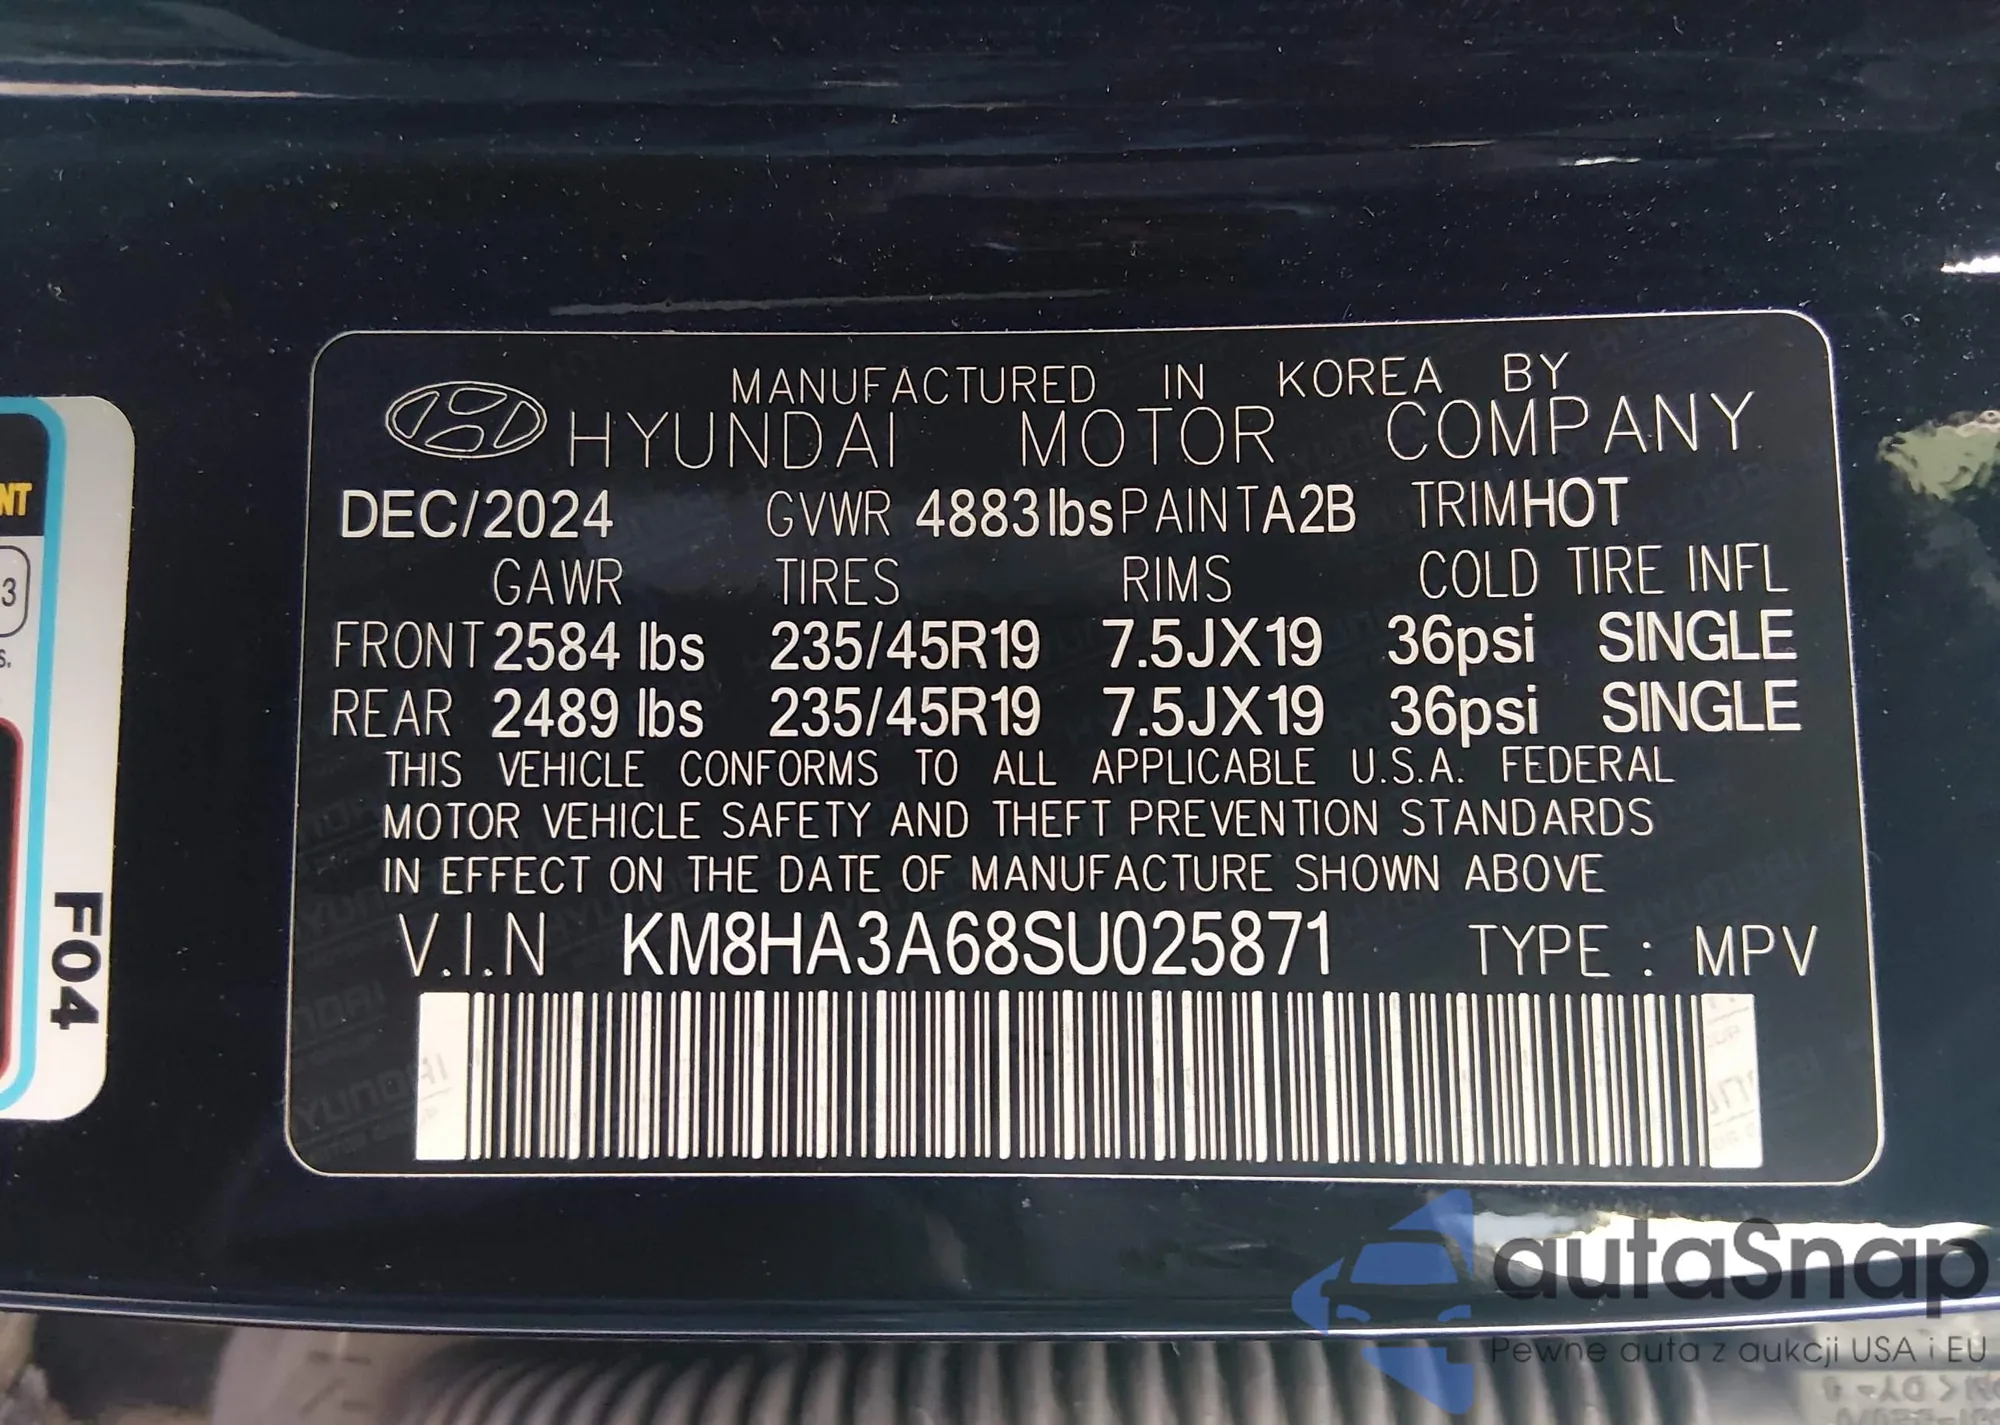 MANUFACTURED IN KOREA BY
HYUNDAI MOTOR COMPANY
DEC/2024 GVWR 4883lbs PAINT A2B TRIM HOT
GAWR TIRES RIMS COLD TIRE INFL
FRONT 2584 lbs 235/45R19 7.5JX19 36psi SINGLE
REAR 2489 lbs 235/45R19 7.5JX19 36psi SINGLE
THIS VEHICLE CONFORMS TO ALL APPLICABLE U.S.A. FEDERAL
MOTOR VEHICLE SAFETY AND THEFT PREVENTION STANDARDS
IN EFFECT ON THE DATE OF MANUFACTURE SHOWN ABOVE
V.I.N KM8HA3A68SU025871 TYPE : MPV
NT
3
S.
F04
autaSnap
Pewne auta z aukcji USA i EU